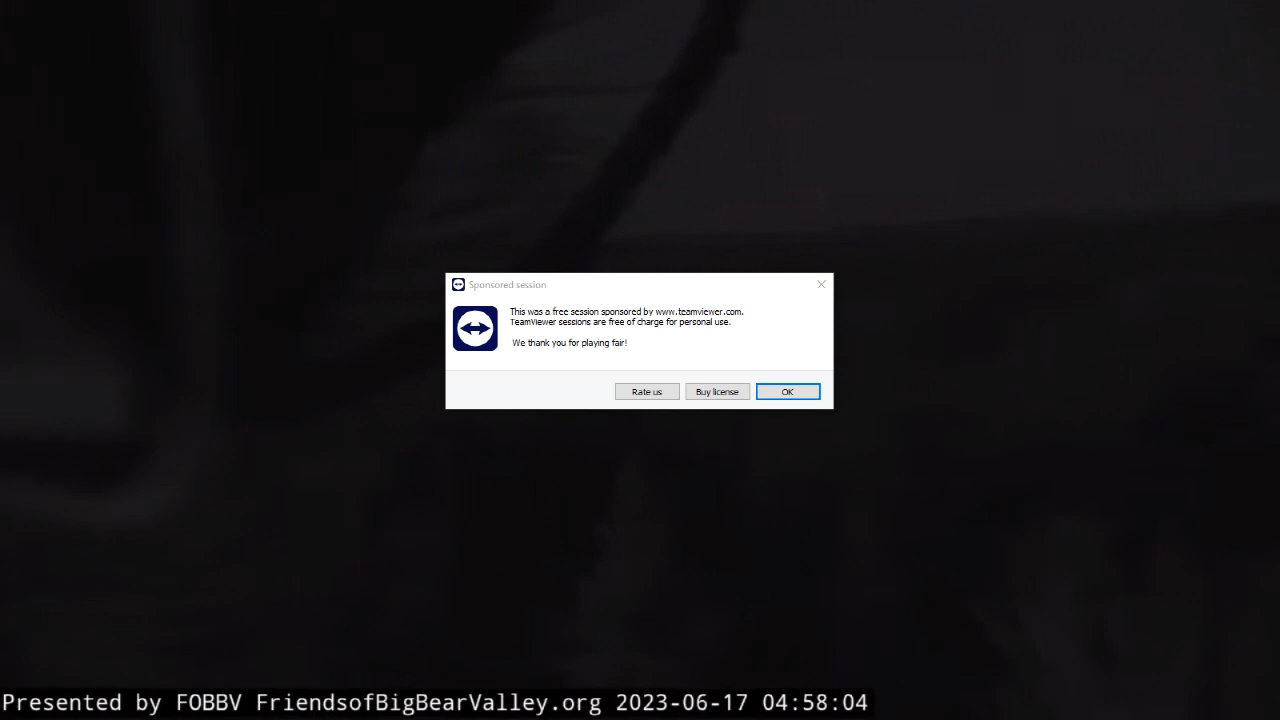 Sponsored session
This was a free session sponsored by www.teamviewer.com.
TeamViewer sessions are free of charge for personal use.
We thank you for playing fair!
Rate us
Buy license
OK
Presented by FOBBV FriendsofBigBearValley.org 2023-06-17 04:58:04